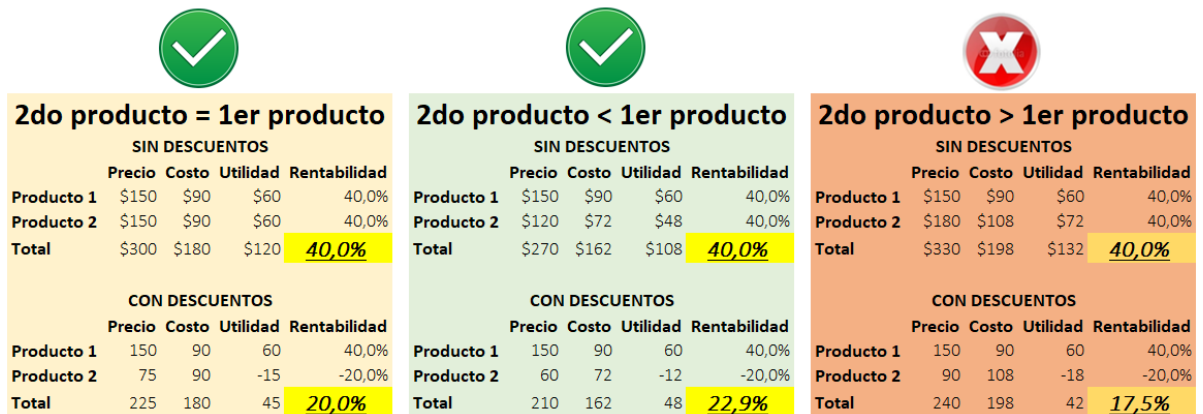 2do producto = 1er producto
SIN DESCUENTOS
Precio Costo Utilidad Rentabilidad
Producto 1 $150 $90 $60 40,0%
Producto 2 $150 $90 $60 40,0%
Total $300 $180 $120 40,0%
CON DESCUENTOS
Precio Costo Utilidad Rentabilidad
Producto 1 150 90 60 40,0%
Producto 2 75 90 -15 -20,0%
Total 225 180 45 20,0%
2do producto < 1er producto
SIN DESCUENTOS
Precio Costo Utilidad Rentabilidad
Producto 1 $150 $90 $60 40,0%
Producto 2 $120 $72 $48 40,0%
Total $270 $162 $108 40,0%
CON DESCUENTOS
Precio Costo Utilidad Rentabilidad
Producto 1 150 90 60 40,0%
Producto 2 60 72 -12 -20,0%
Total 210 162 48 22,9%
X
2do producto > 1er producto
SIN DESCUENTOS
Precio Costo Utilidad Rentabilidad
Producto 1 $150 $90 $60 40,0%
Producto 2 $180 $108 $72 40,0%
Total $330 $198 $132 40,0%
CON DESCUENTOS
Precio Costo Utilidad Rentabilidad
Producto 1 150 90 60 40,0%
Producto 2 90 108 -18 -20,0%
Total 240 198 42 17,5%